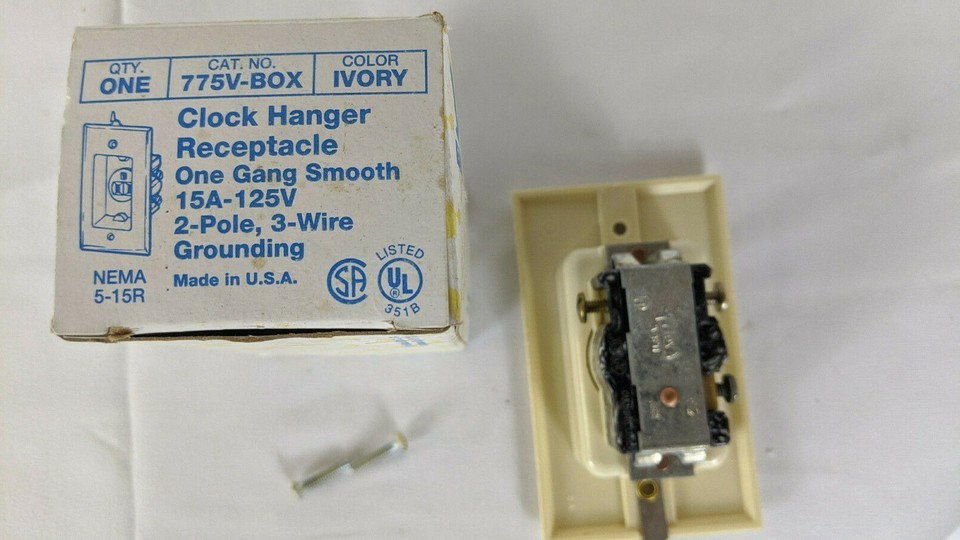 QTY. ONE
CAT. NO. 775V-BOX
COLOR IVORY
Clock Hanger
Receptacle
One Gang Smooth
15A-125V
2-Pole, 3-Wire
Grounding
NEMA
5-15R
Made in U.S.A.
SA
LISTED
UL
®
351B